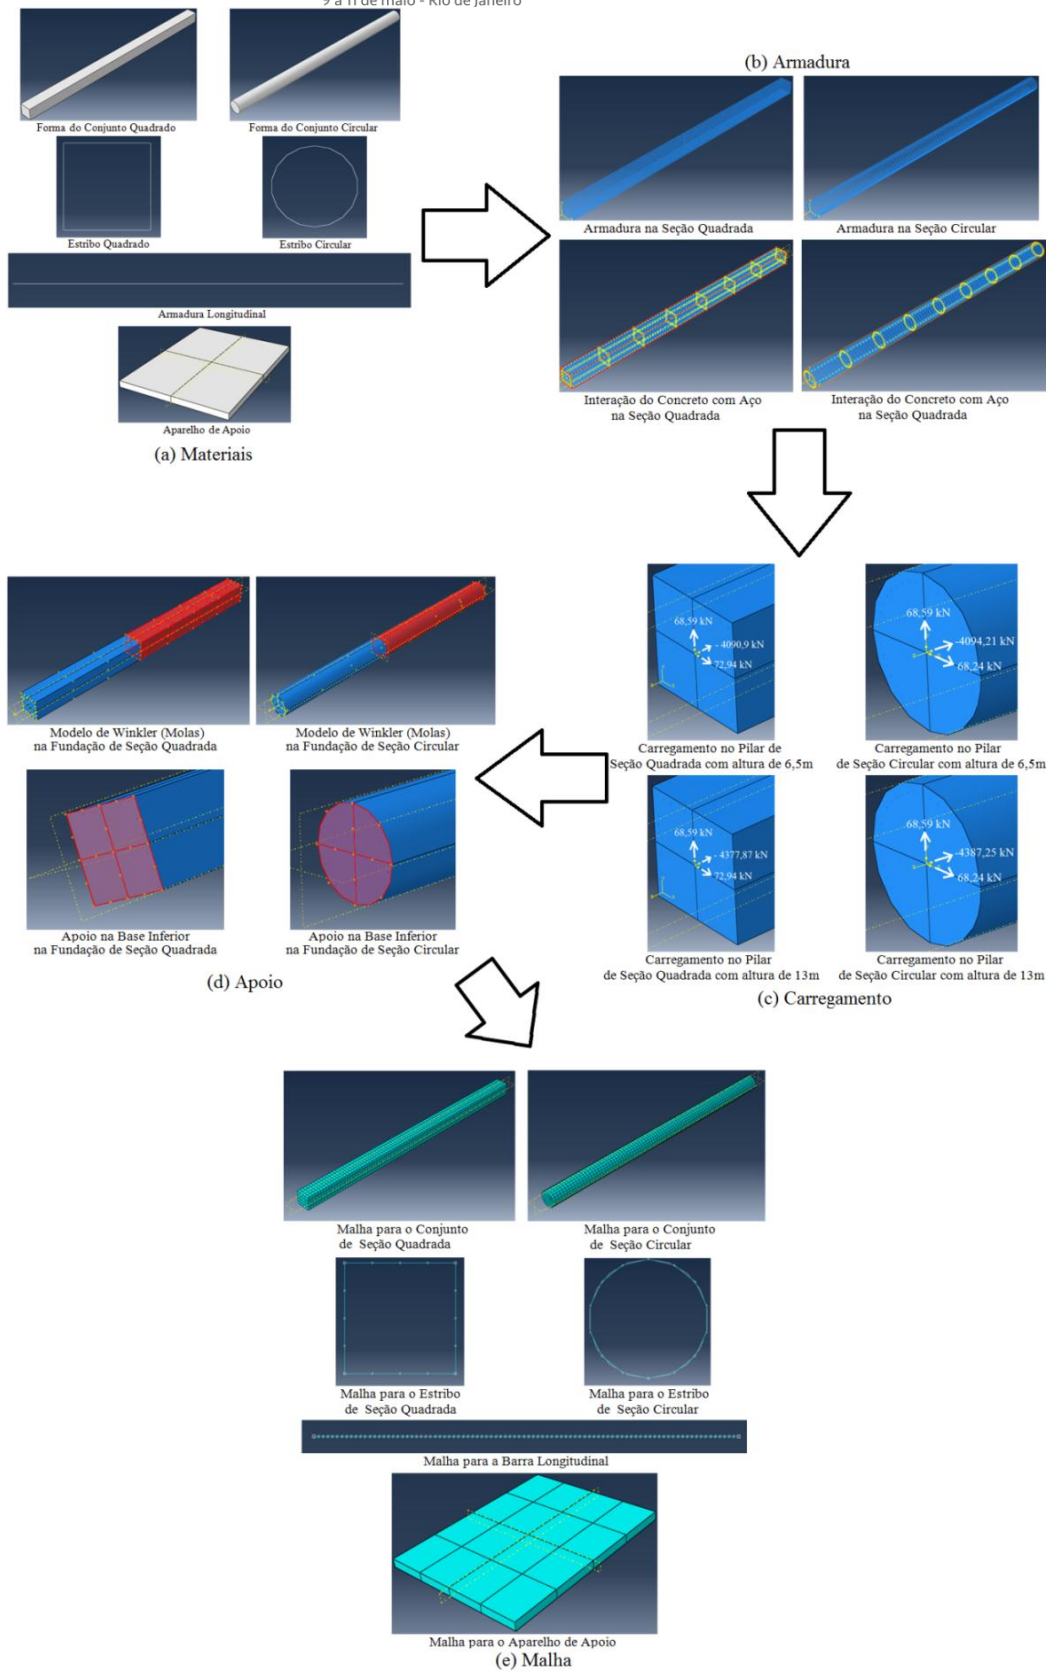 9 a 11 de maio - Rio de Janeiro
Forma do Conjunto Quadrado
Forma do Conjunto Circular
Estribo Quadrado
Estribo Circular
Armadura Longitudinal
Aparelho de Apoio
(a) Materiais
(b) Armadura
Armadura na Seção Quadrada
Armadura na Seção Circular
Interação do Concreto com Aço
na Seção Quadrada
Interação do Concreto com Aço
na Seção Quadrada
68,59 kN
- 4090,9 kN
72,94 kN
Carregamento no Pilar de
Seção Quadrada com altura de 6,5m
68,59 kN
-4094,21 kN
68,24 kN
Carregamento no Pilar
de Seção Circular com altura de 6,5m
68,59 kN
- 4377,87 kN
72,94 kN
Carregamento no Pilar
de Seção Quadrada com altura de 13m
68,59 kN
-4387,25 kN
68,24 kN
Carregamento no Pilar
de Seção Circular com altura de 13m
(c) Carregamento
Modelo de Winkler (Molas)
na Fundação de Seção Quadrada
Modelo de Winkler (Molas)
na Fundação de Seção Circular
Apoio na Base Inferior
na Fundação de Seção Quadrada
Apoio na Base Inferior
na Fundação de Seção Circular
(d) Apoio
Malha para o Conjunto
de Seção Quadrada
Malha para o Conjunto
de Seção Circular
Malha para o Estribo
de Seção Quadrada
Malha para o Estribo
de Seção Circular
Malha para a Barra Longitudinal
Malha para o Aparelho de Apoio
(e) Malha